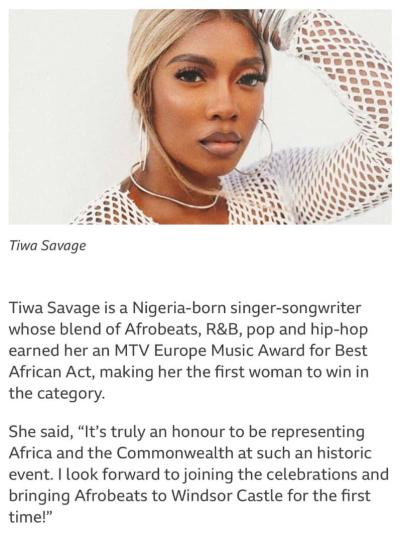 Tiwa Savage
Tiwa Savage is a Nigeria-born singer-songwriter
whose blend of Afrobeats, R&B, pop and hip-hop
earned her an MTV Europe Music Award for Best
African Act, making her the first woman to win in
the category.
She said, “It’s truly an honour to be representing
Africa and the Commonwealth at such an historic
event. I look forward to joining the celebrations and
bringing Afrobeats to Windsor Castle for the first
time!”